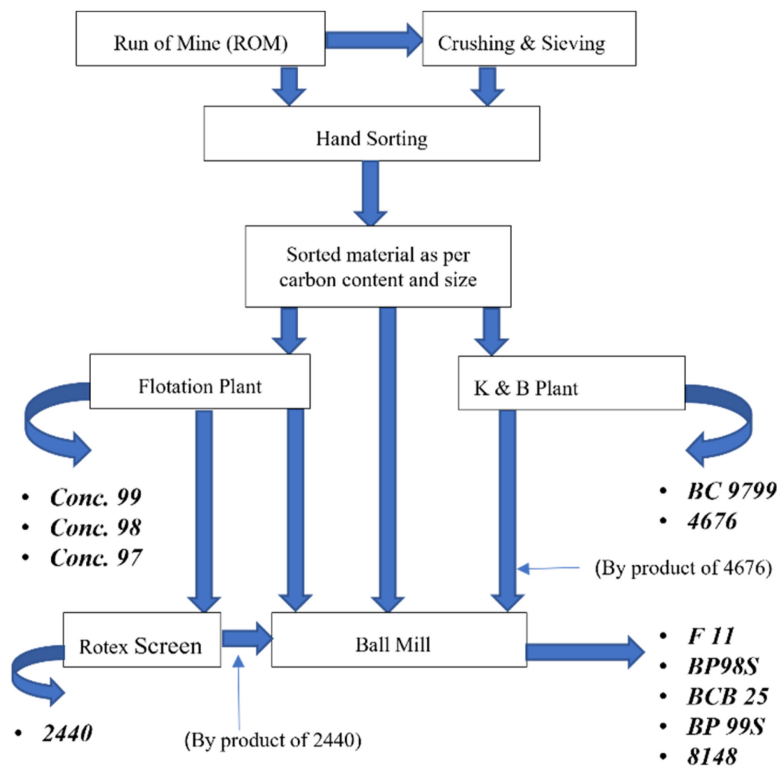 Run of Mine (ROM)
Crushing & Sieving
Hand Sorting
Sorted material as per
carbon content and size
Flotation Plant
K & B Plant
• Conc. 99
• Conc. 98
• Conc. 97
• BC 9799
• 4676
(By product of 4676)
Rotex Screen
Ball Mill
• F 11
• BP98S
• BCB 25
• BP 99S
• 8148
• 2440
(By product of 2440)